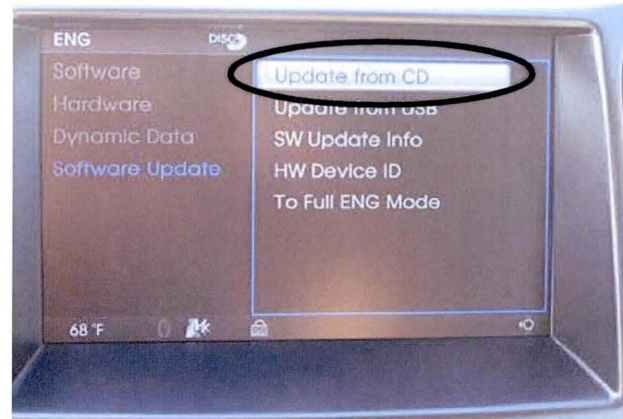 ENG DISC
Software
Hardware
Dynamic Data
Software Update
Update from CD
Update from USB
SW Update Info
HW Device ID
To Full ENG Mode
68 °F